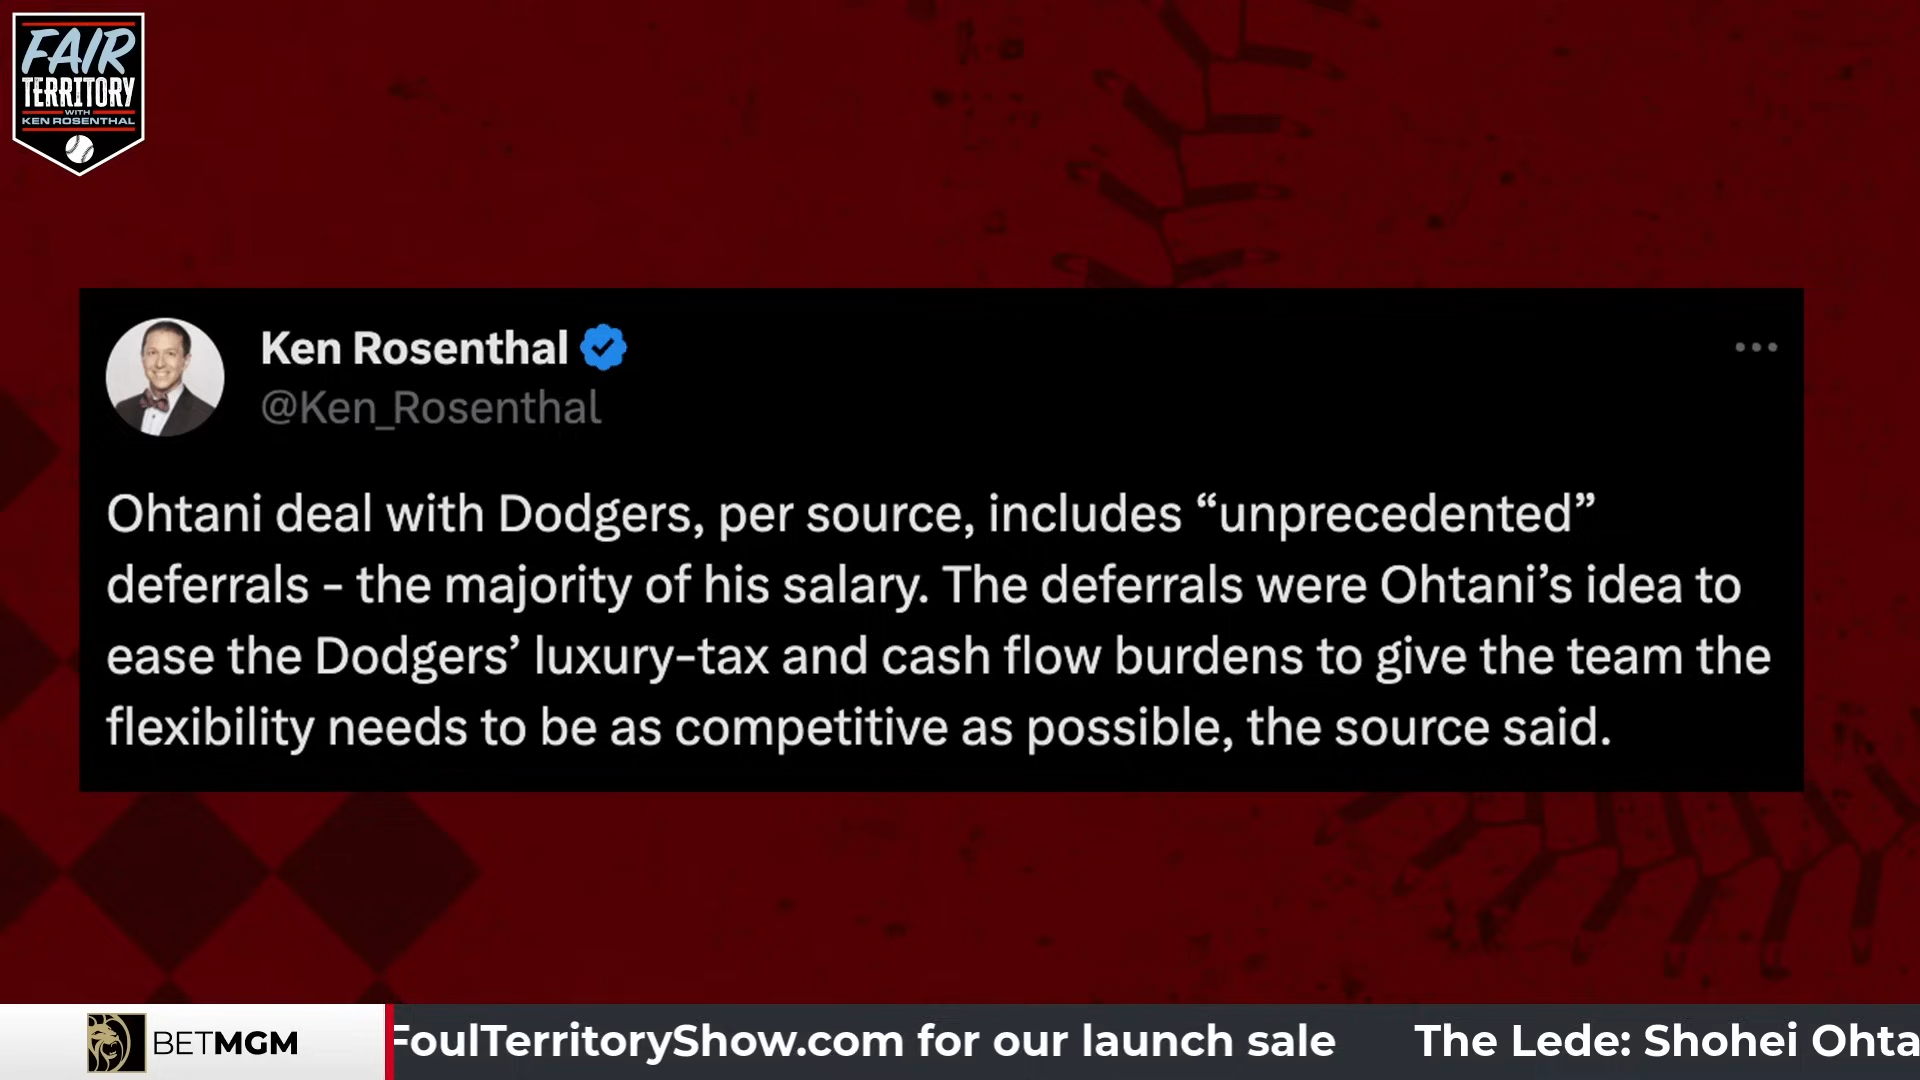 FAIR
TERRITORY
WITH
KEN ROSENTHAL
Ken Rosenthal
@Ken_Rosenthal
Ohtani deal with Dodgers, per source, includes “unprecedented”
deferrals – the majority of his salary. The deferrals were Ohtani’s idea to
ease the Dodgers’ luxury-tax and cash flow burdens to give the team the
flexibility needs to be as competitive as possible, the source said.
BETMGM
FoulTerritoryShow.com for our launch sale
The Lede: Shohei Ohta